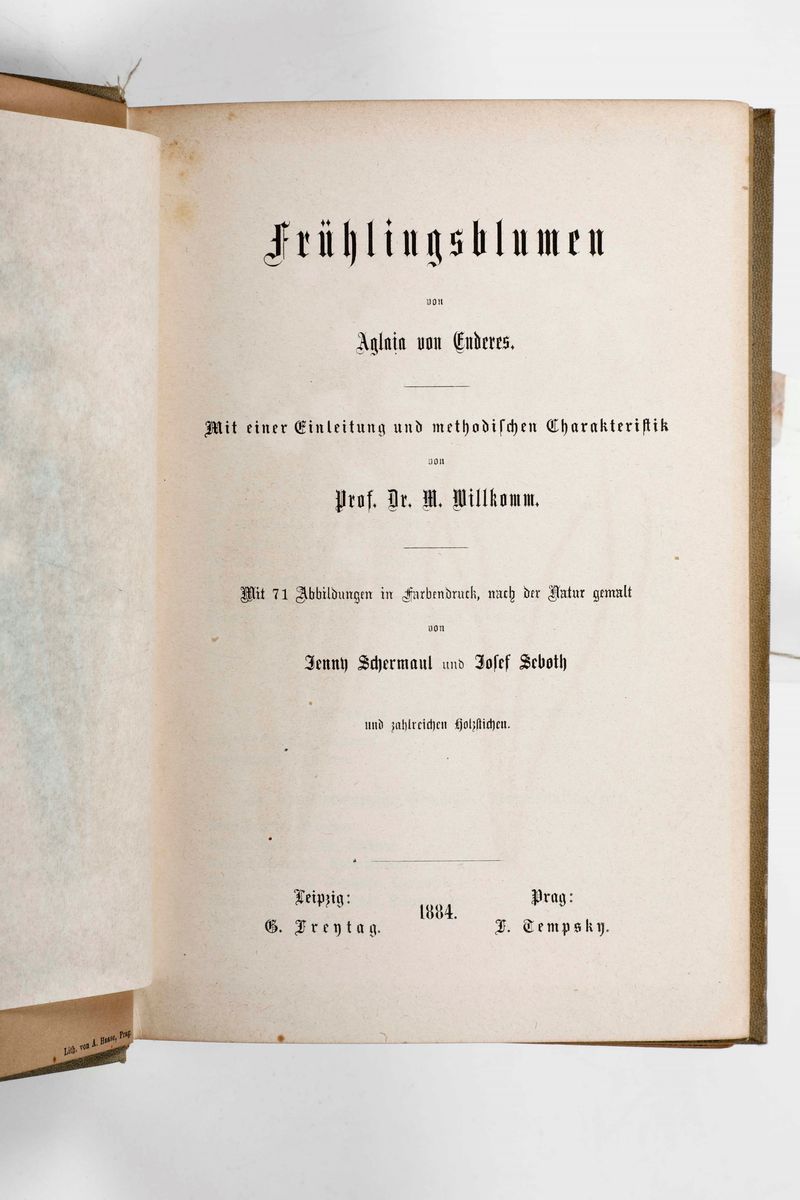 Frühlingsblumen
von
Aglaia von Enderes.
Mit einer Einleitung und methodiſchen Charakteriſtik
von
Prof. Dr. M. Willkomm.
Mit 71 Abbildungen in Farbendruck, nach der Natur gemalt
von
Jenny Schermaul und Joſef Seboth
und zahlreichen Holzſtichen.
Leipzig:
G. Freytag.
1884.
Prag:
F. Tempsky.
Lith. von A. Haase, Prag.